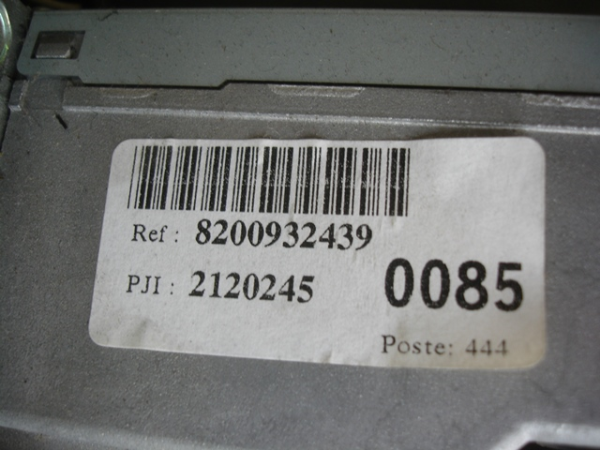 Ref : 8200932439
PJI : 2120245
0085
Poste: 444